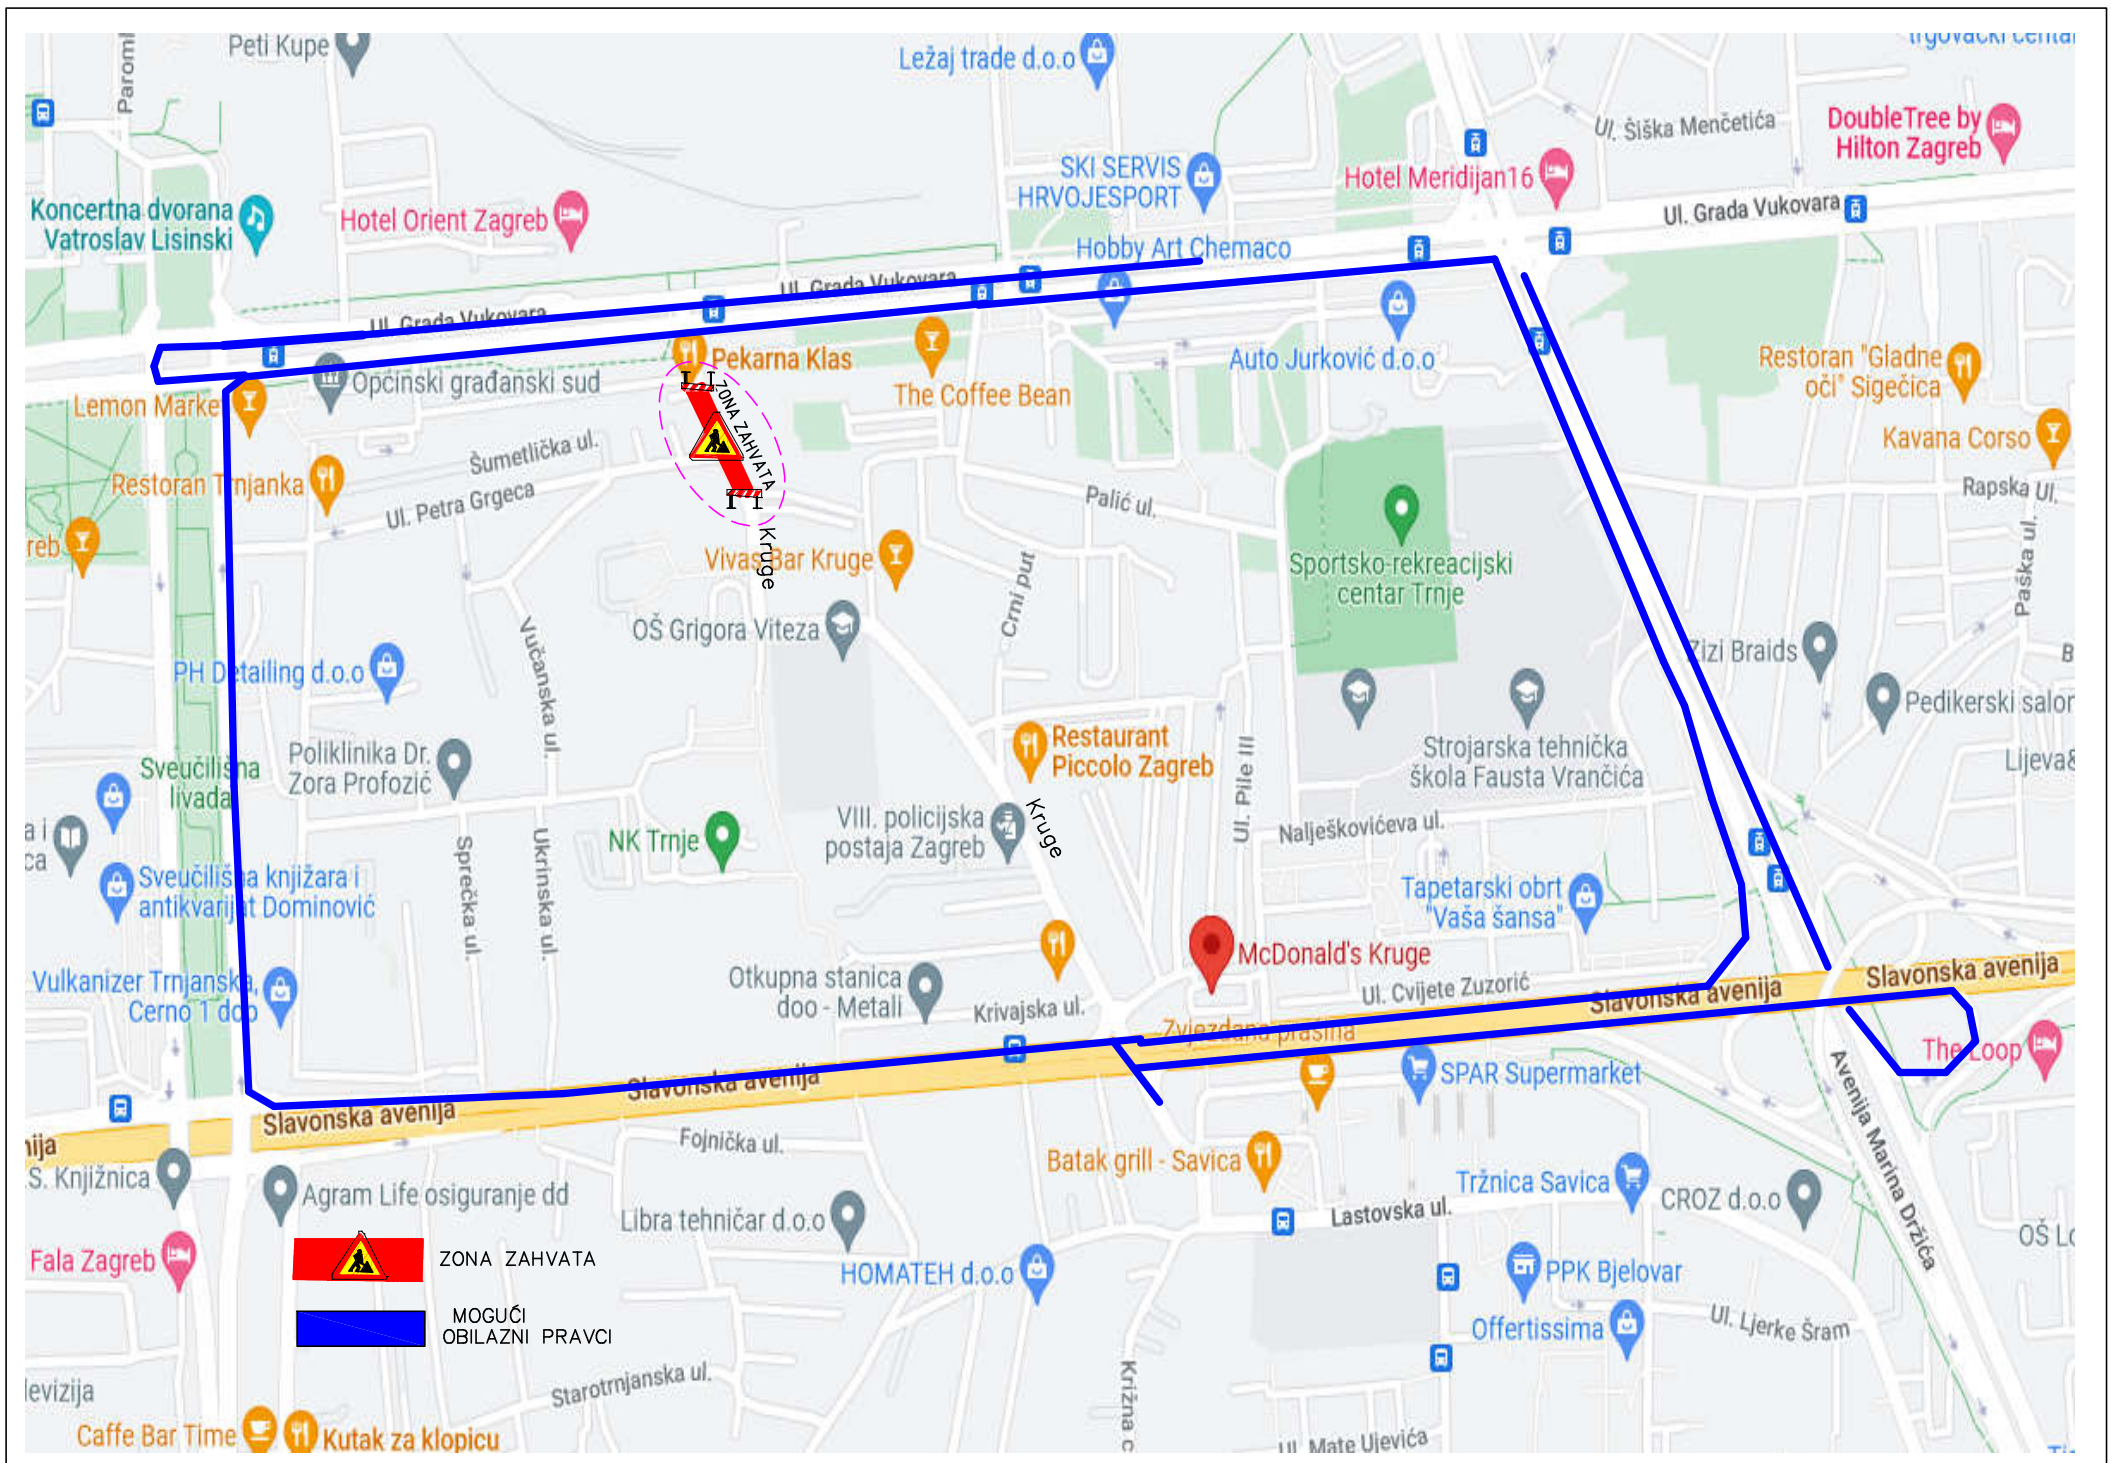 Peti Kupe
Ležaj trade d.o.o
Ul. Šiška Menčetića
DoubleTree by
Hilton Zagreb
SKI SERVIS
HRVOJESPORT
Hotel Meridijan16
Koncertna dvorana
Vatroslav Lisinski
Hotel Orient Zagreb
Ul. Grada Vukovara
Hobby Art Chemaco
Ul. Grada Vukovara
Ul. Grada Vukovara
Pekarna Klas
Općinski građanski sud
The Coffee Bean
Auto Jurković d.o.o
Restoran "Gladne
oči" Sigečica
Lemon Marke
ZONA ZAHVATA
Šumetlička ul.
Kavana Corso
Restoran Trnjanka
Ul. Petra Grgeca
Palić ul.
Rapska Ul.
reb
Vivas Bar Kruge
Kruge
Crni put
Sportsko-rekreacijski
centar Trnje
Paška ul.
OŠ Grigora Viteza
Vučanska ul.
Zizi Braids
B
PH Detailing d.o.o
Pedikerski salon
Restaurant
Piccolo Zagreb
Ul. Pile III
Strojarska tehnička
škola Fausta Vrančića
Poliklinika Dr.
Zora Profozić
Sveučilišna
livada
Lijeva&
NK Trnje
VIII. policijska
postaja Zagreb
Kruge
Nalješkovićeva ul.
a i
ca
Sprečka ul.
Ukrinska ul.
Sveučilišna knjižara i
antikvarijat Dominović
Tapetarski obrt
"Vaša šansa"
McDonald's Kruge
Vulkanizer Trnjanska,
Cerno 1 doo
Otkupna stanica
doo - Metali
Krivajska ul.
Ul. Cvijete Zuzorić
Slavonska avenija
Slavonska avenija
Zvjezdana prašina
The Loop
SPAR Supermarket
Slavonska avenija
Slavonska avenija
nija
Avenija Marina Držića
Fojnička ul.
Batak grill - Savica
S. Knjižnica
Agram Life osiguranje dd
Tržnica Savica
CROZ d.o.o
Libra tehničar d.o.o
Lastovska ul.
OŠ Lo
Fala Zagreb
ZONA ZAHVATA
HOMATEH d.o.o
PPK Bjelovar
MOGUĆI
OBILAZNI PRAVCI
Offertissima
Ul. Ljerke Šram
levizija
Starotrnjanska ul.
Križna c
Caffe Bar Time
Kutak za klopicu
Ul. Mate Ujevića